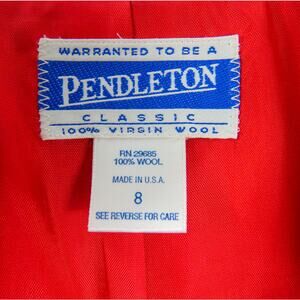 WARRANTED TO BE A
PENDLETON
CLASSIC
100% VIRGIN WOOL
RN 29685
100% WOOL
MADE IN U.S.A.
8
SEE REVERSE FOR CARE